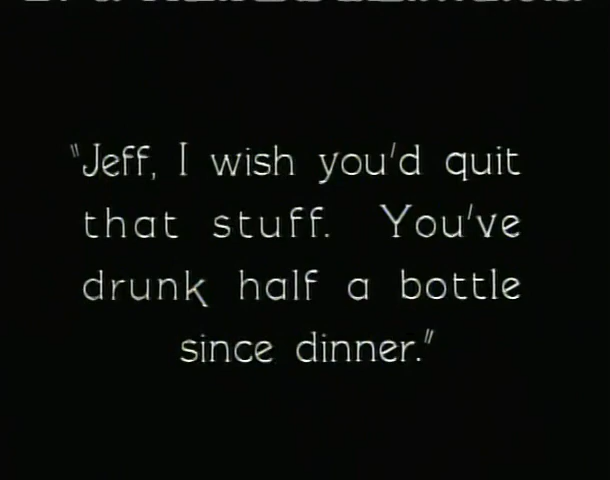 "Jeff, I wish you'd quit
that stuff. You've
drunk half a bottle
since dinner."